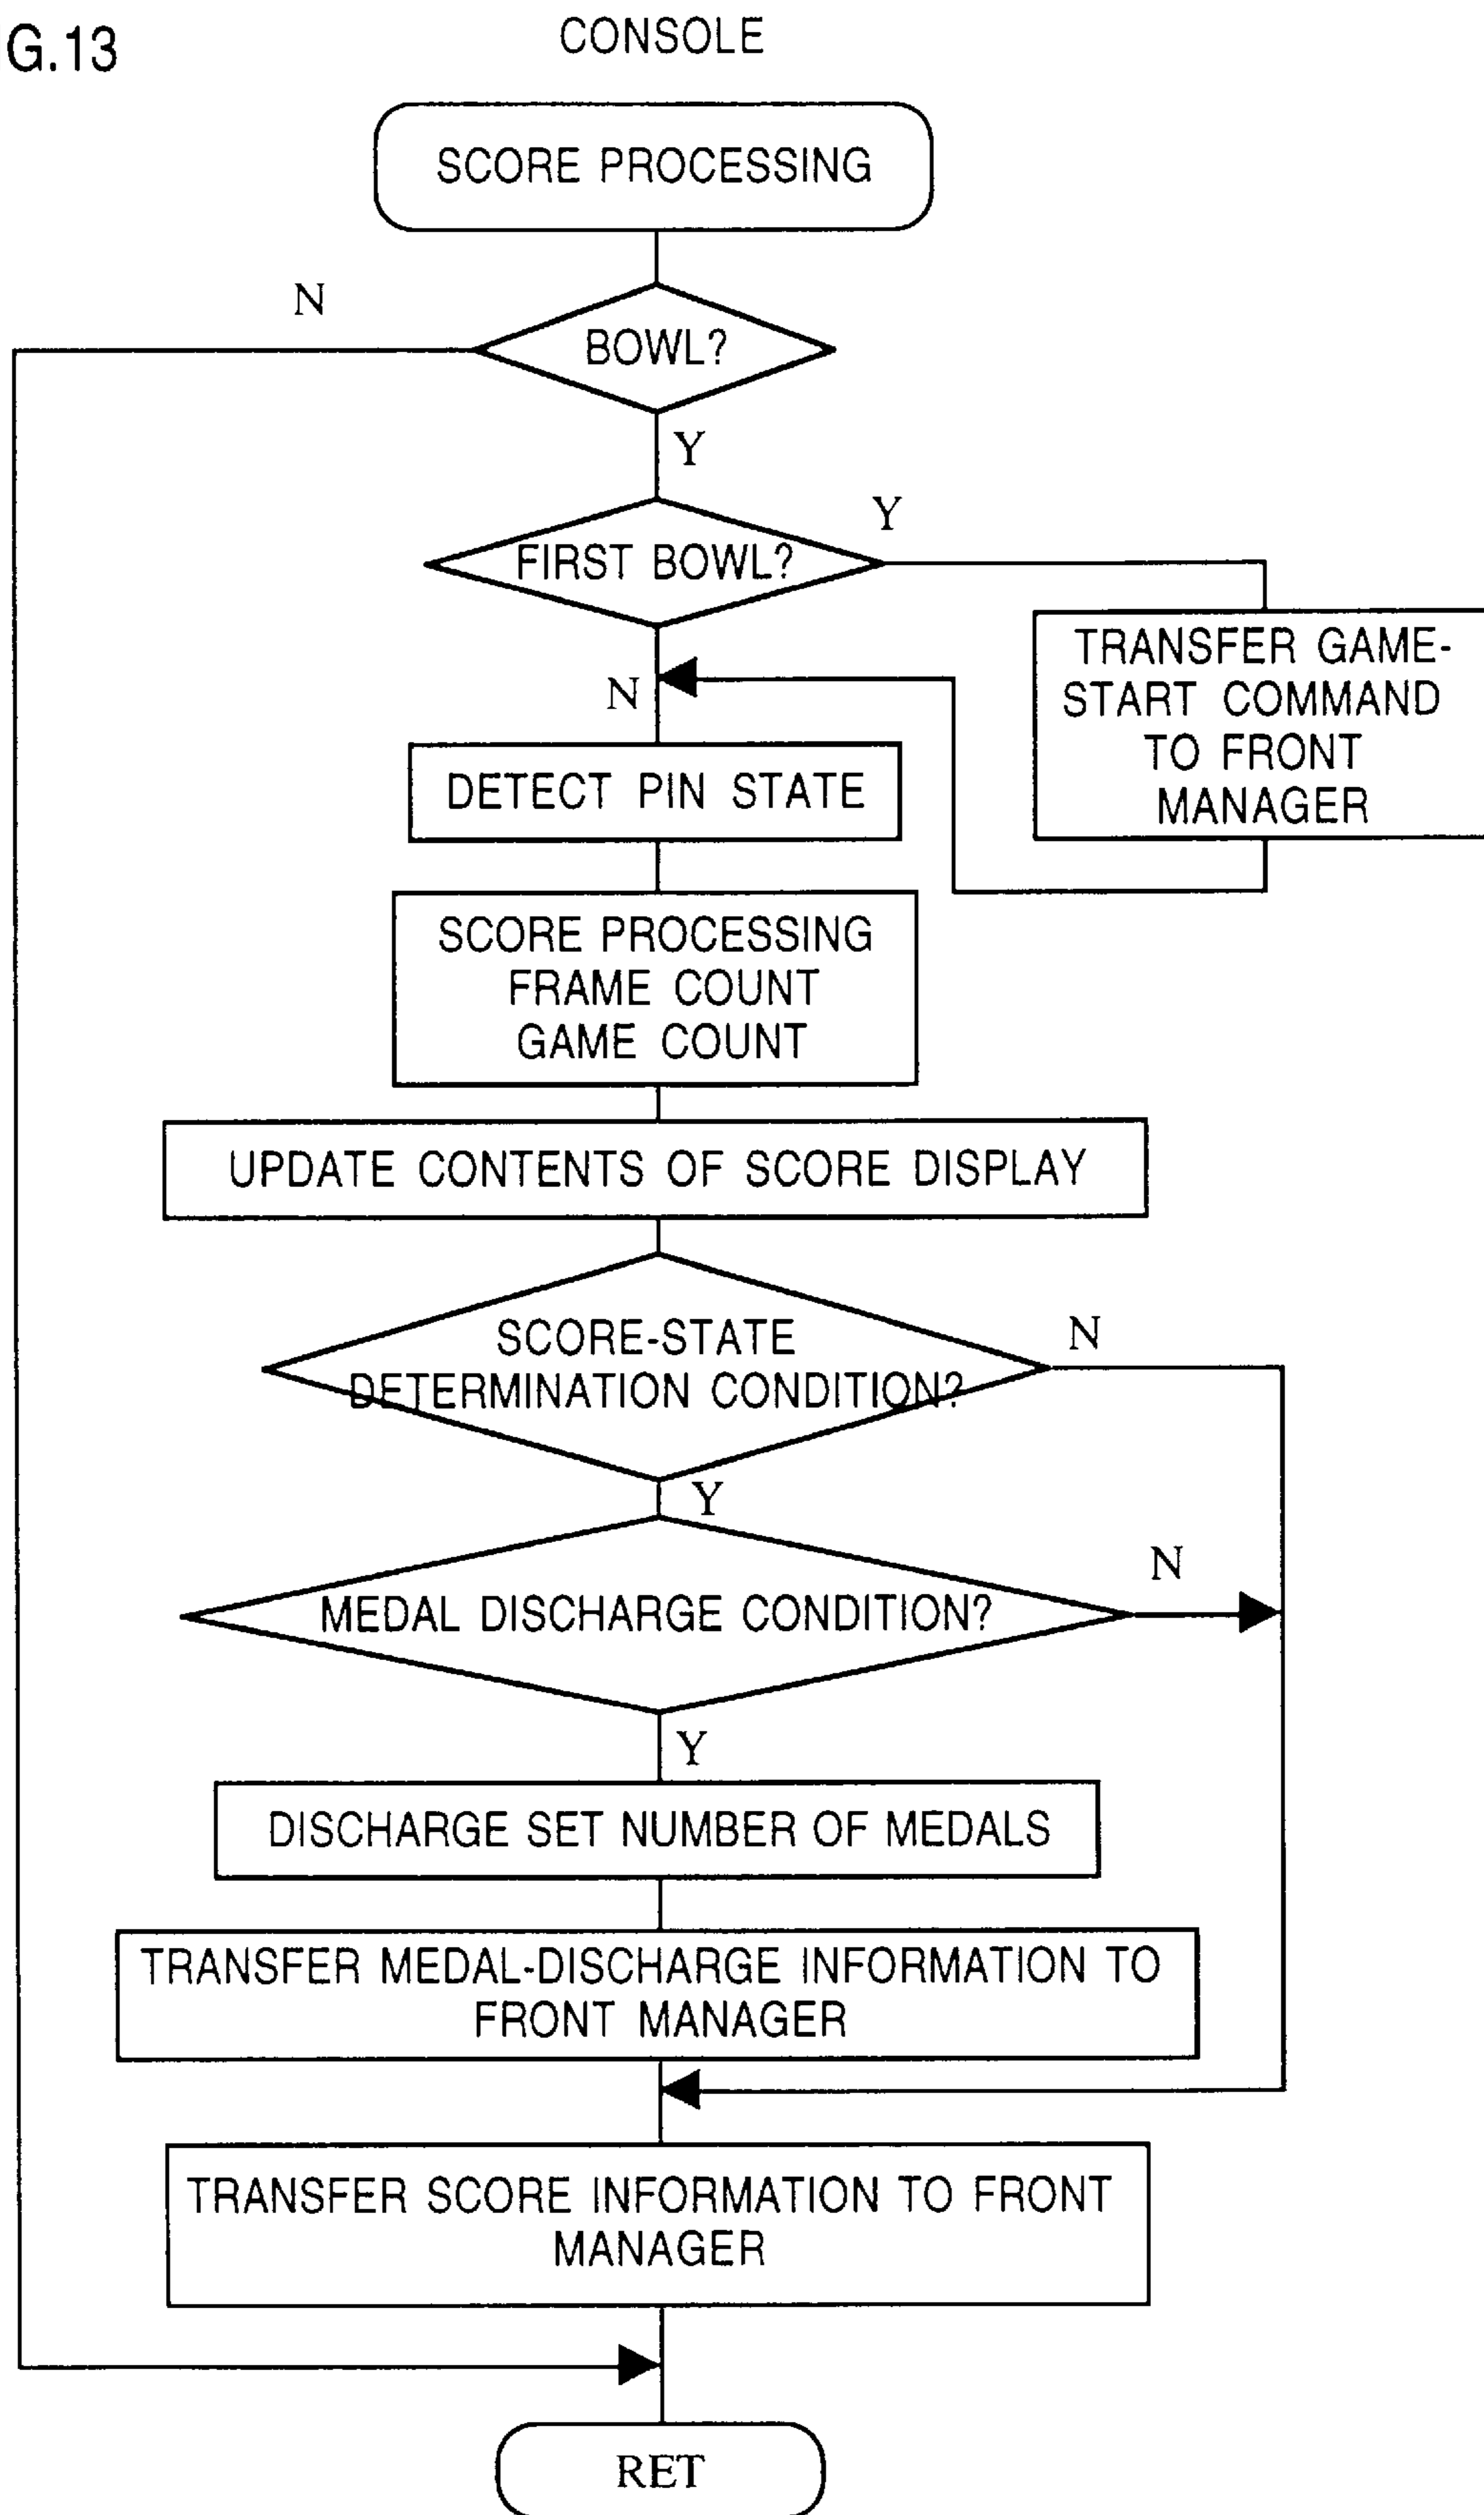 G.13
CONSOLE
SCORE PROCESSING
N
BOWL?
Y
Y
FIRST BOWL?
TRANSFER GAME-
START COMMAND
TO FRONT
MANAGER
N
DETECT PIN STATE
SCORE PROCESSING
FRAME COUNT
GAME COUNT
UPDATE CONTENTS OF SCORE DISPLAY
SCORE-STATE
DETERMINATION CONDITION?
N
Y
N
MEDAL DISCHARGE CONDITION?
Y
DISCHARGE SET NUMBER OF MEDALS
TRANSFER MEDAL-DISCHARGE INFORMATION TO
FRONT MANAGER
TRANSFER SCORE INFORMATION TO FRONT
MANAGER
RET